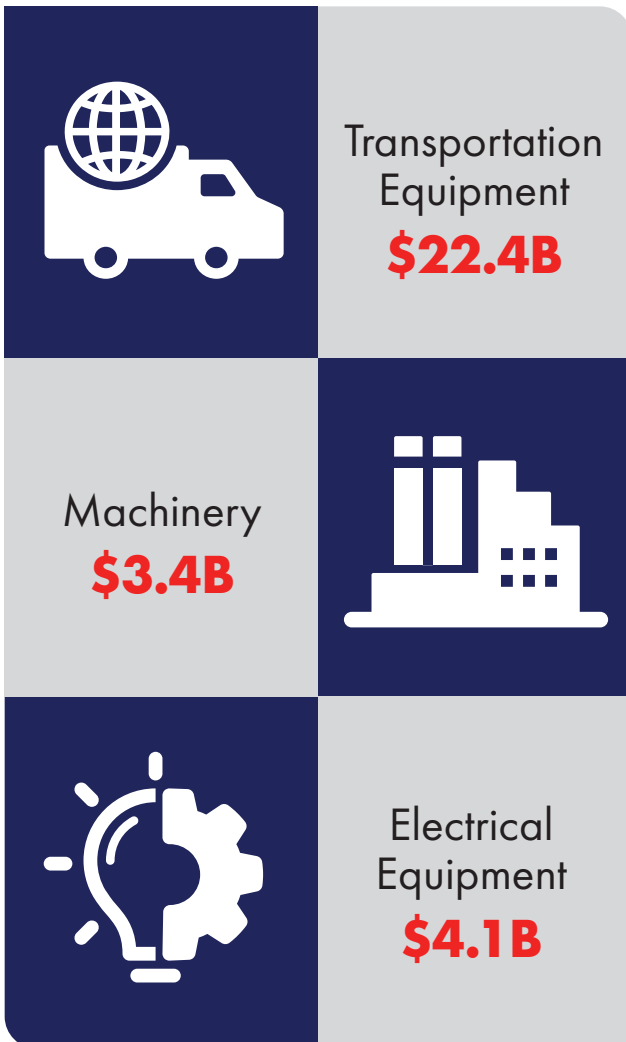 Transportation
Equipment
$22.4B
Machinery
$3.4B
Electrical
Equipment
$4.1B